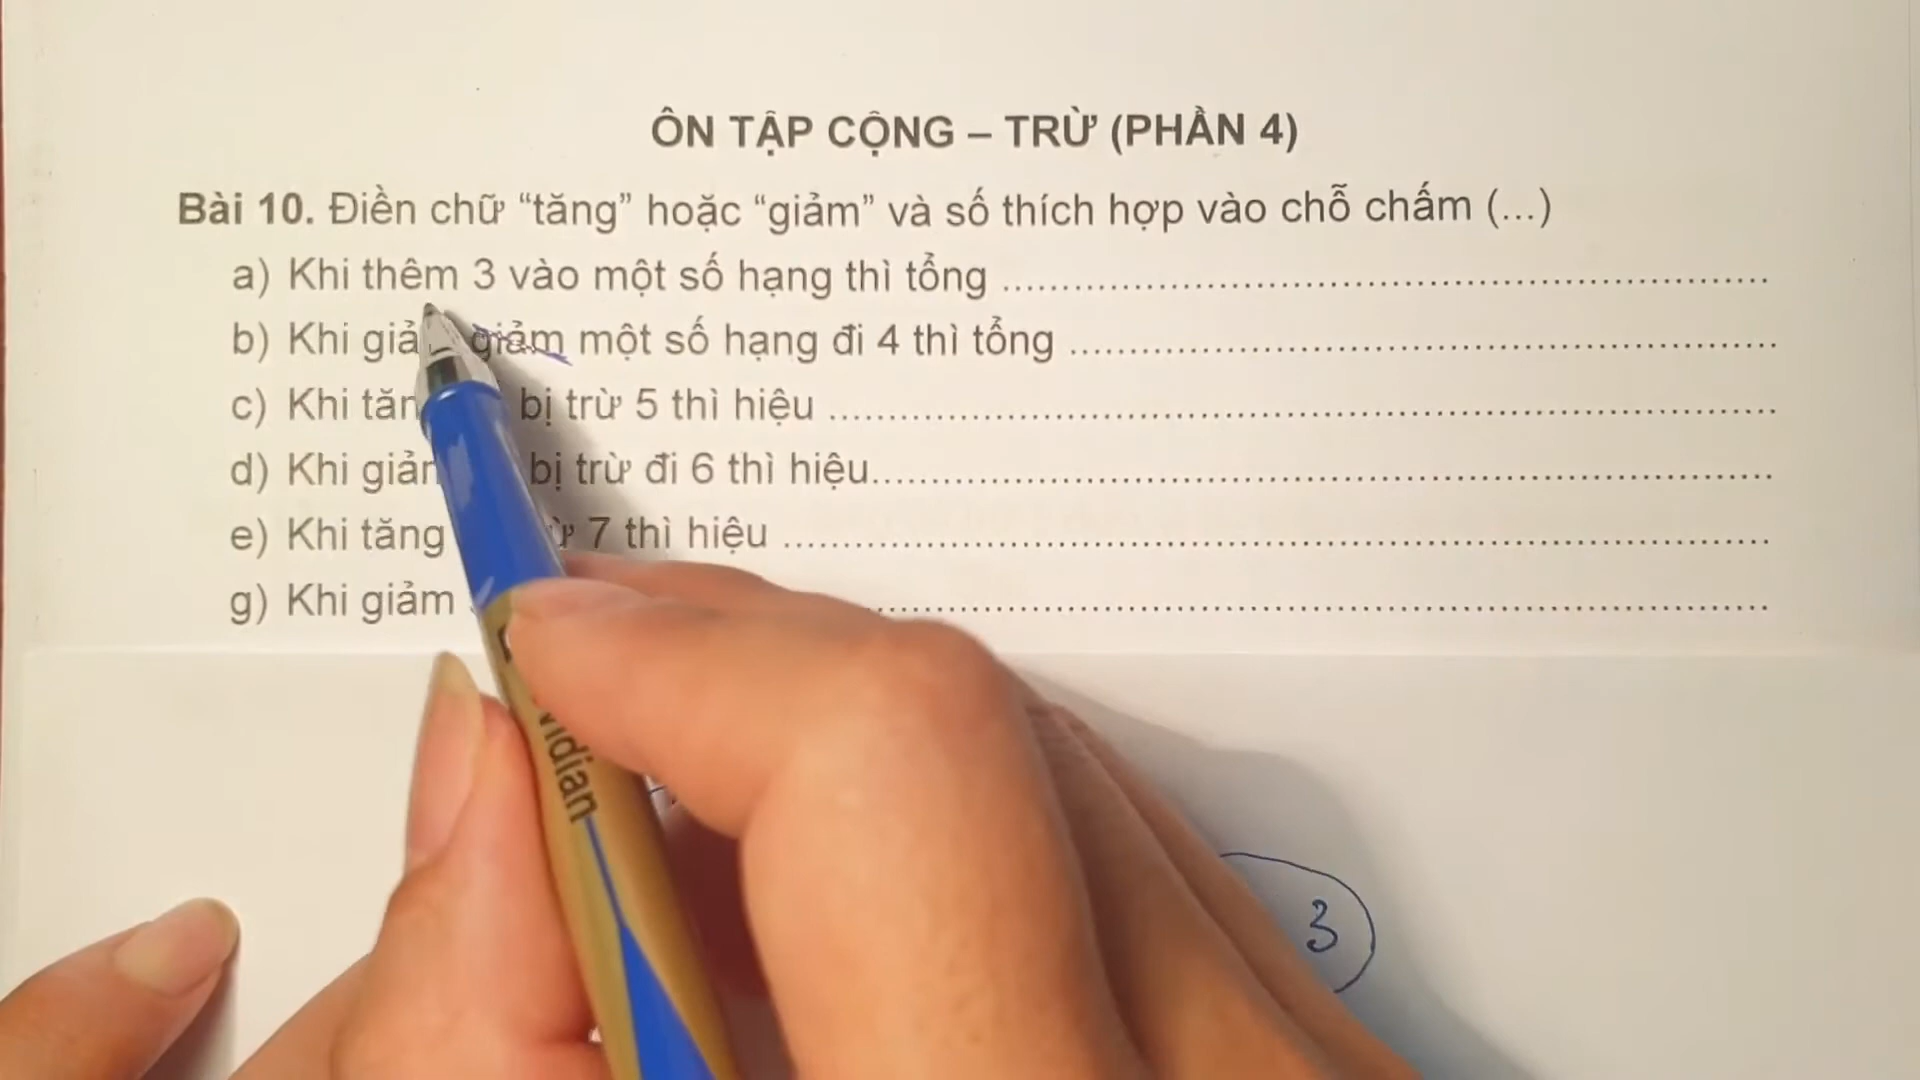 ÔN TẬP CỘNG – TRỪ (PHẦN 4)
Bài 10. Điền chữ “tăng” hoặc “giảm” và số thích hợp vào chỗ chấm (...)
a) Khi thêm 3 vào một số hạng thì tổng ...............
b) Khi giảm một số hạng đi 4 thì tổng ...............
c) Khi bị trừ 5 thì hiệu ...............
d) Khi bị trừ đi 6 thì hiệu...............
e) Khi tăng 7 thì hiệu ...............
g) Khi giảm ...............
3